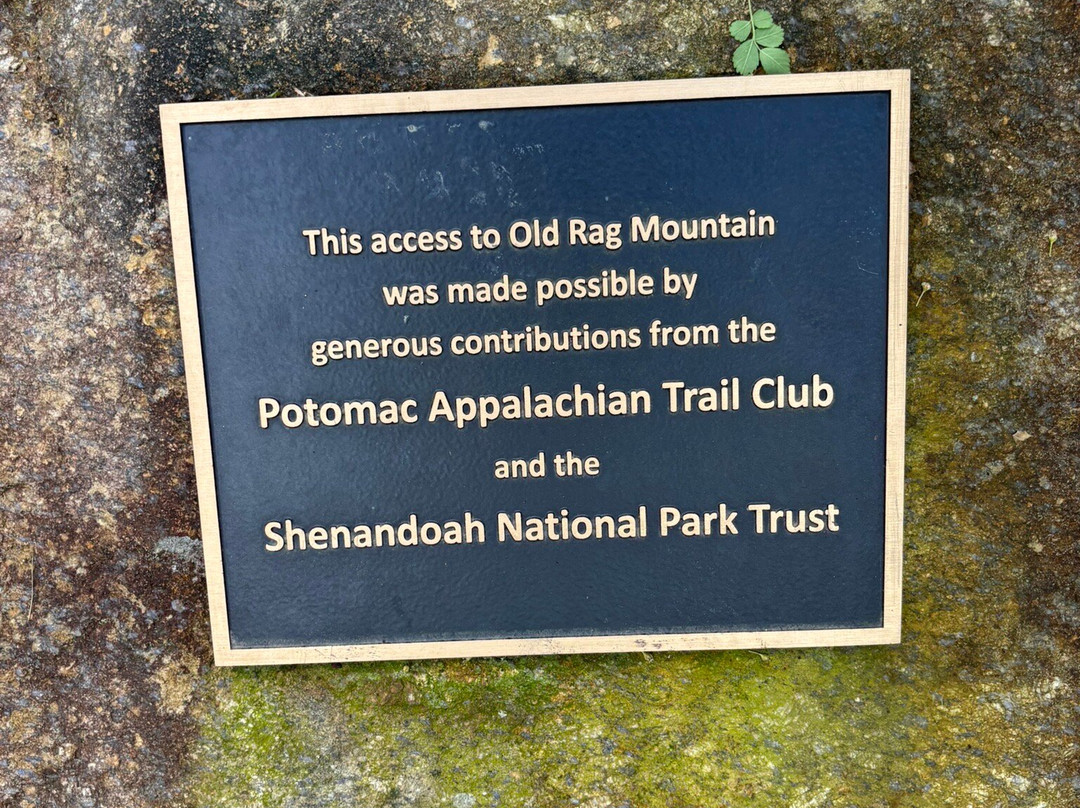 This access to Old Rag Mountain
was made possible by
generous contributions from the
Potomac Appalachian Trail Club
and the
Shenandoah National Park Trust